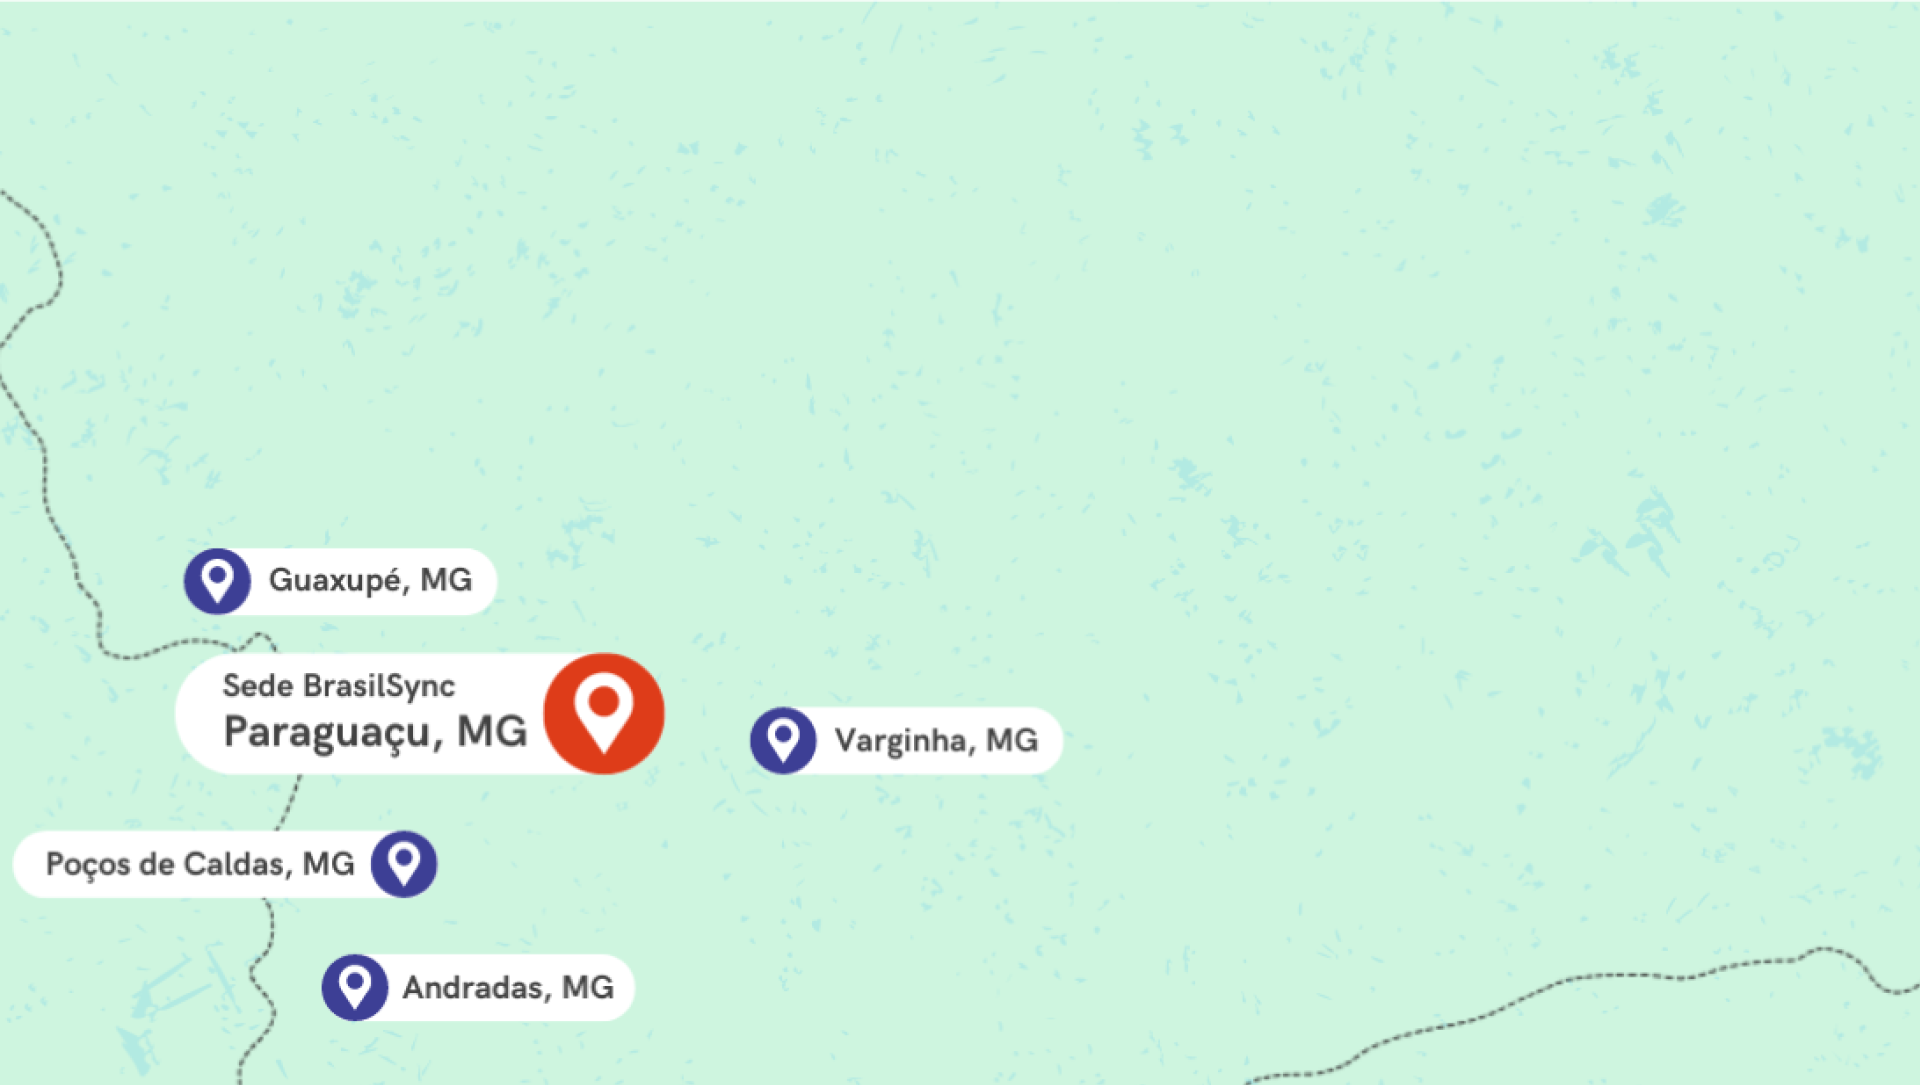 Guaxupé, MG
Sede BrasilSync
Paraguaçu, MG
Varginha, MG
Poços de Caldas, MG
Andradas, MG